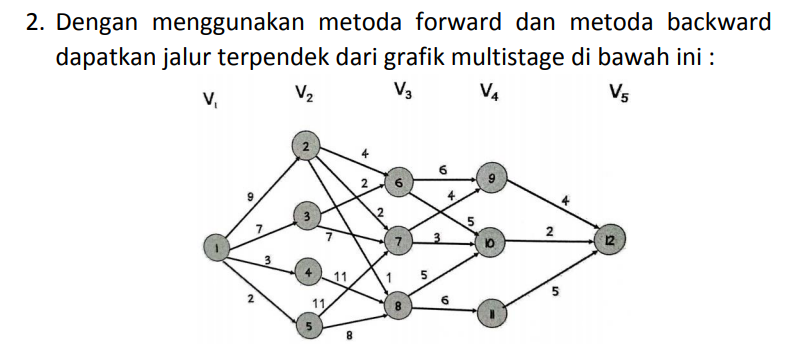 2. Dengan menggunakan metoda forward dan metoda backward
dapatkan jalur terpendek dari grafik multistage di bawah ini :
V₁ V₂ V₃ V₄ V₅
2 4
6 6 9
9 2 4 4
3 2 5
7 7 7 3 10 2 12
1
3 4 11 1 5
2 11 8 6 11 5
5 8